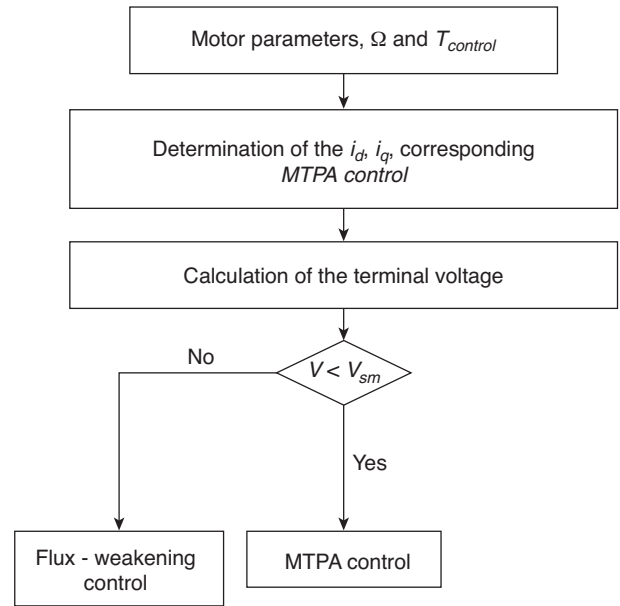 Motor parameters, Ω and T_control
Determination of the i_d, i_q, corresponding
MTPA control
Calculation of the terminal voltage
No
V < V_sm
Yes
Flux - weakening
control
MTPA control